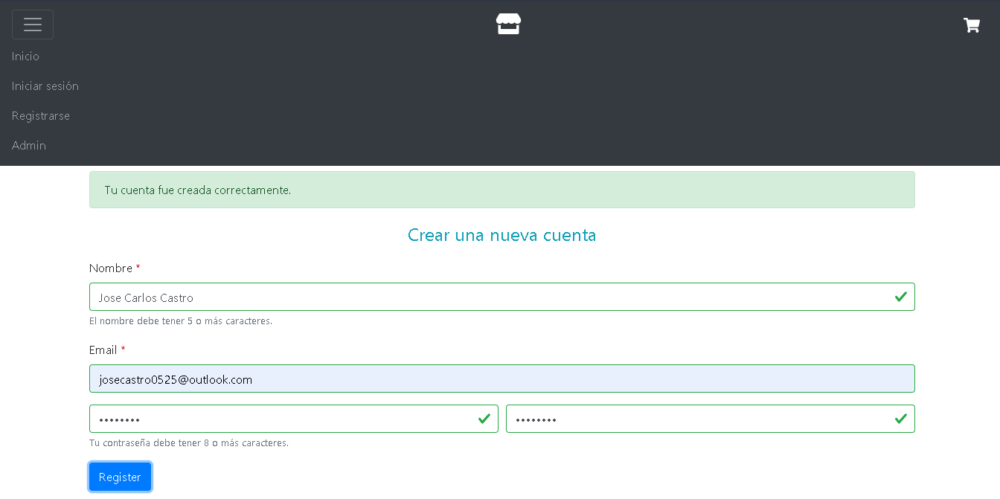 Inicio
Iniciar sesión
Registrarse
Admin
Tu cuenta fue creada correctamente.
Crear una nueva cuenta
Nombre *
Jose Carlos Castro
El nombre debe tener 5 o más caracteres.
Email *
josecastro0525@outlook.com
•••••••• ••••••••
Tu contraseña debe tener 8 o más caracteres.
Register